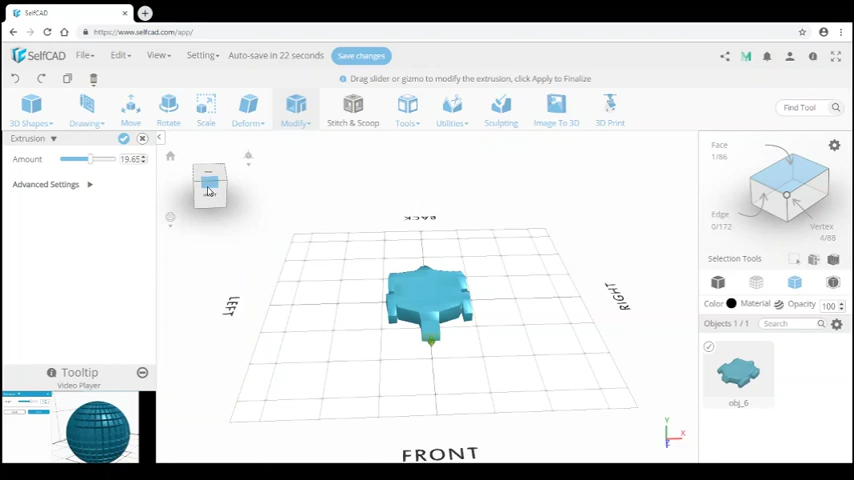 SelfCAD
https://www.selfcad.com/app/
SelfCAD File Edit View Setting Auto-save in 22 seconds Save changes
Drag slider or gizmo to modify the extrusion, click Apply to Finalize
3D Shapes Drawing Move Rotate Scale Deform Modify Stitch & Scoop Tools Utilities Sculpting Image To 3D 3D Print Find Tool
Extrusion
Amount 19.65
Advanced Settings
Face
1/86
Edge
0/172
Vertex
4/88
BACK
LEFT
RIGHT
FRONT
Selection Tools
Color Material Opacity 100
Objects 1 / 1 Search
obj_6
Tooltip
Video Player
Y
X